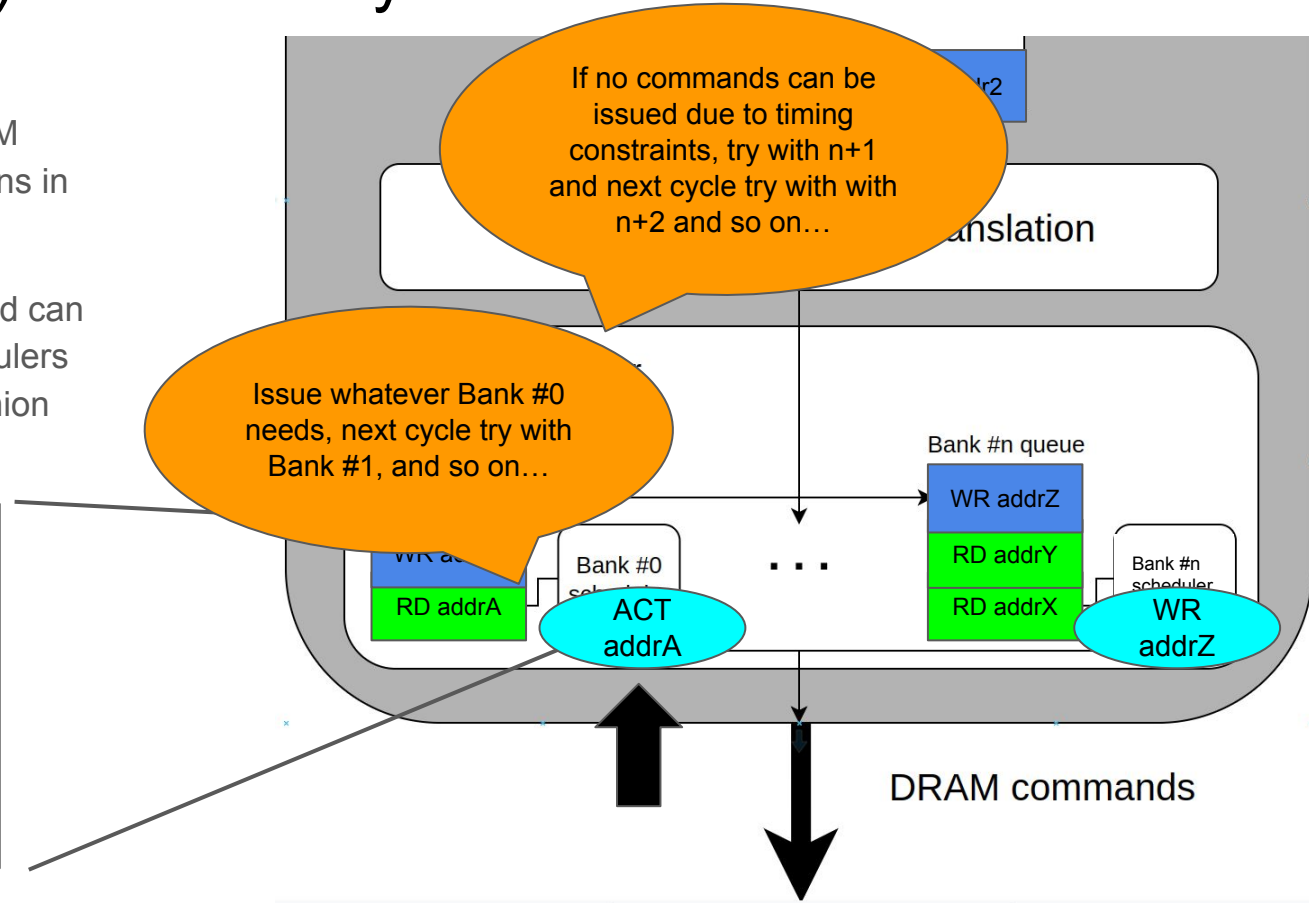 M
ns in
d can
ulers
nion
If no commands can be
issued due to timing
constraints, try with n+1
and next cycle try with with
n+2 and so on…
Issue whatever Bank #0
needs, next cycle try with
Bank #1, and so on…
Bank #n queue
WR addrZ
RD addrY
RD addrX
Bank #n
scheduler
WR
RD addrA
Bank #0
. . .
ACT
addrA
WR
addrZ
DRAM commands